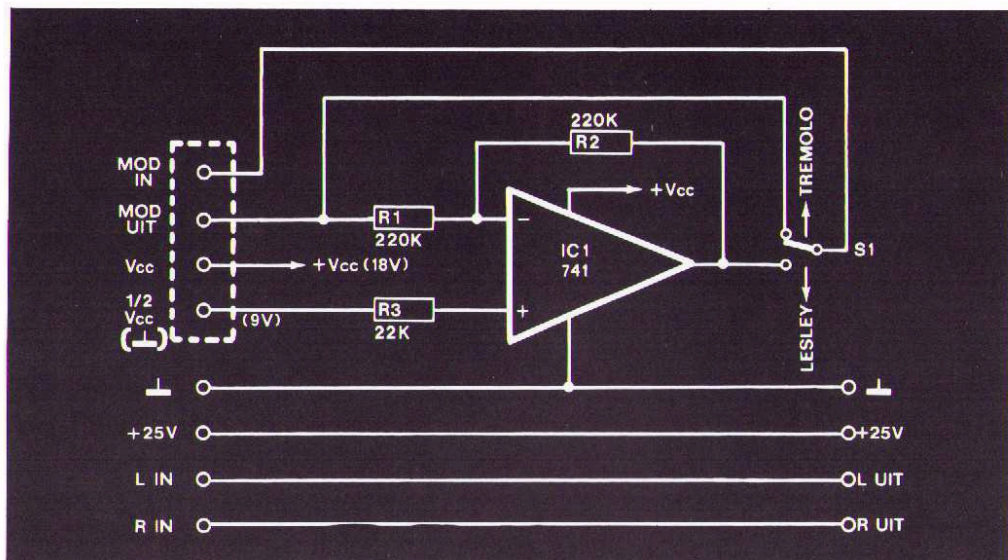 MOD
IN
MOD
UIT
Vcc
+Vcc (18V)
1/2
Vcc
(⊥)
(9V)
R1
220K
R3
22K
220K
R2
+Vcc
−
+
IC1
741
TREMOLO
S1
LESLEY
+25V
+25V
L IN
L UIT
R IN
R UIT